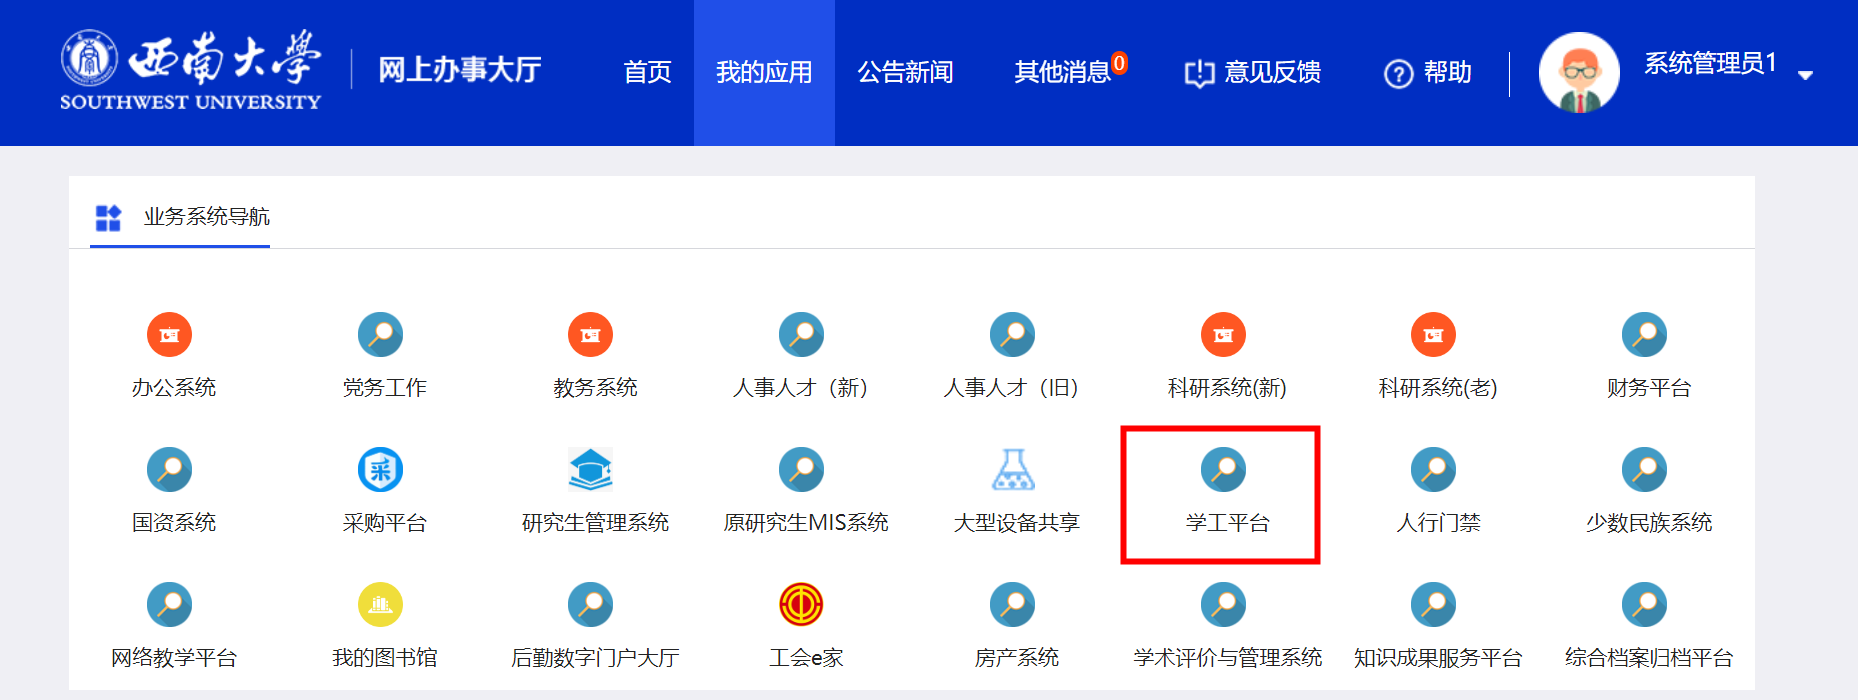 西南大学
SOUTHWEST UNIVERSITY
网上办事大厅
首页
我的应用
公告新闻
其他消息 0
意见反馈
帮助
系统管理员1
业务系统导航
办公系统
党务工作
教务系统
人事人才（新）
人事人才（旧）
科研系统(新)
科研系统(老)
财务平台
国资系统
采
采购平台
研究生管理系统
原研究生MIS系统
大型设备共享
学工平台
人行门禁
少数民族系统
网络教学平台
我的图书馆
后勤数字门户大厅
工会e家
房产系统
学术评价与管理系统
知识成果服务平台
综合档案归档平台